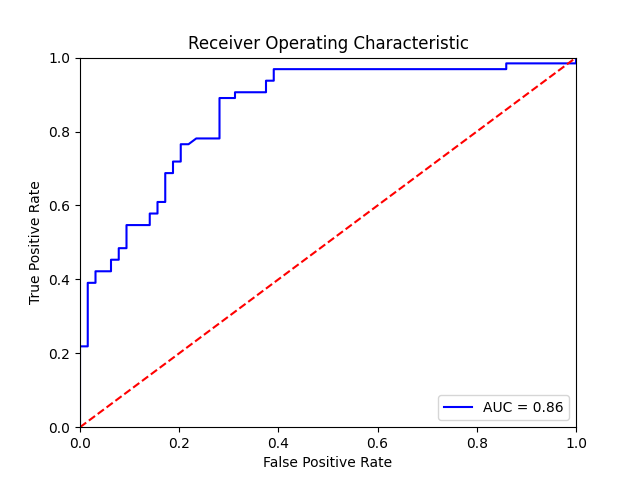 Receiver Operating Characteristic
1.0
0.8
0.6
0.4
0.2
0.0
True Positive Rate
AUC = 0.86
0.0 0.2 0.4 0.6 0.8 1.0
False Positive Rate